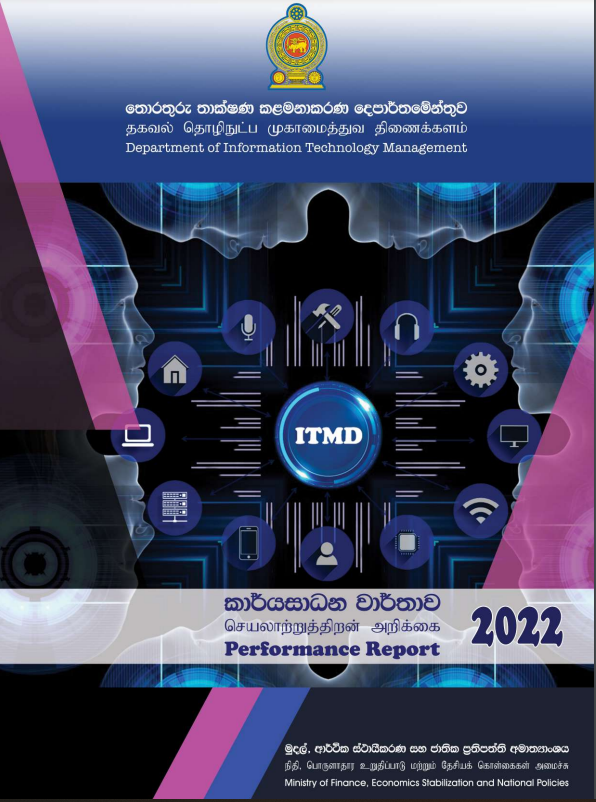 තොරතුරු තාක්ෂණ කළමනාකරණ දෙපාර්තමේන්තුව
தகவல் தொழிநுட்ப முகாமைத்துவ திணைக்களம்
Department of Information Technology Management
ITMD
කාර්යසාධන වාර්තාව
செயலாற்றுத்திறன் அறிக்கை
Performance Report
2022
මුදල්, ආර්ථික ස්ථායීකරණ සහ ජාතික ප්‍රතිපත්ති අමාත්‍යාංශය
நிதி, பொருளாதார உறுதிப்பாடு மற்றும் தேசியக் கொள்கைகள் அமைச்சு
Ministry of Finance, Economics Stabilization and National Policies